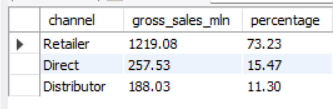 channel gross_sales_mln percentage
Retailer 1219.08 73.23
Direct 257.53 15.47
Distributor 188.03 11.30